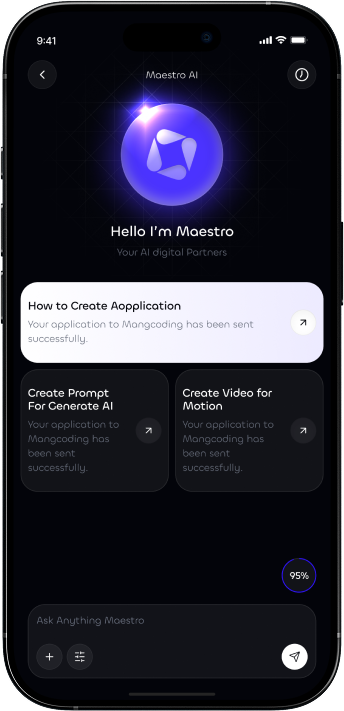 9:41
Maestro AI
Hello I'm Maestro
Your AI digital Partners
How to Create Aopplication
Your application to Mangcoding has been sent
successfully.
Create Prompt
For Generate AI
Your application to
Mangcoding has
been sent
successfully.
Create Video for
Motion
Your application to
Mangcoding has
been sent
successfully.
95%
Ask Anything Maestro